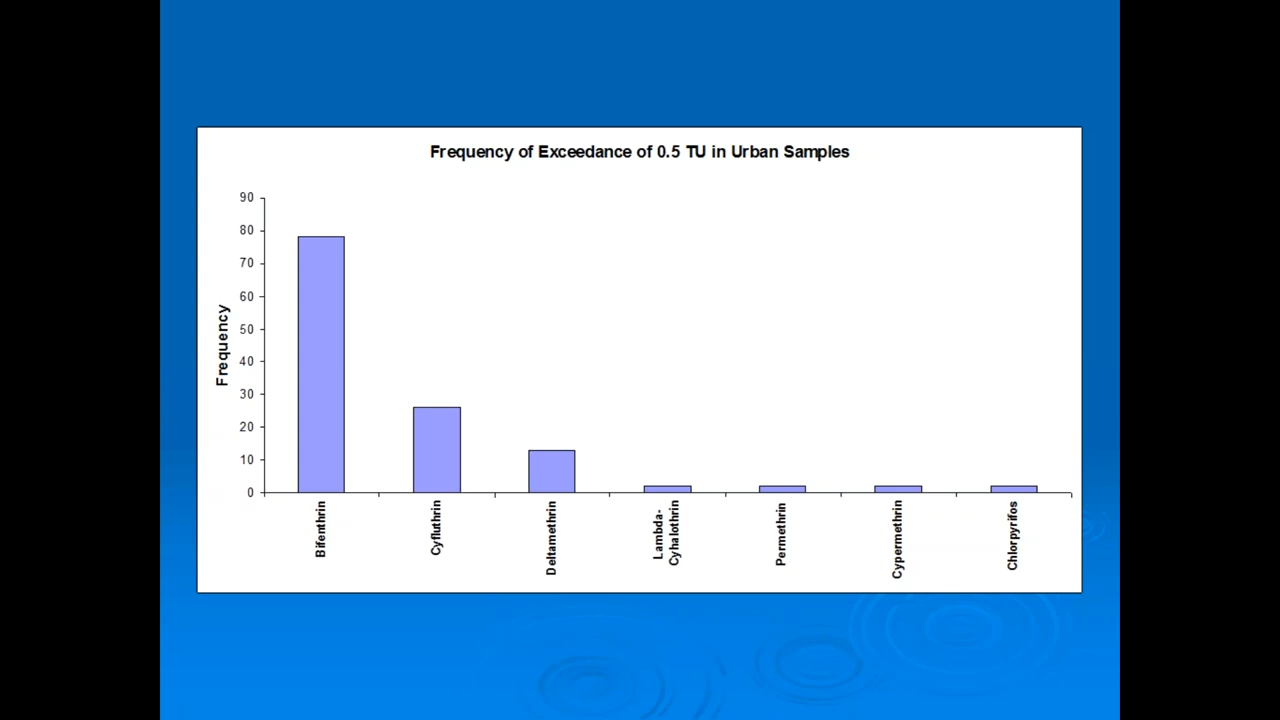 Frequency of Exceedance of 0.5 TU in Urban Samples
90
80
70
60
50
40
30
20
10
0
Frequency
Bifenthrin
Cyfluthrin
Deltamethrin
Lambda-
Cyhalothrin
Permethrin
Cypermethrin
Chlorpyrifos